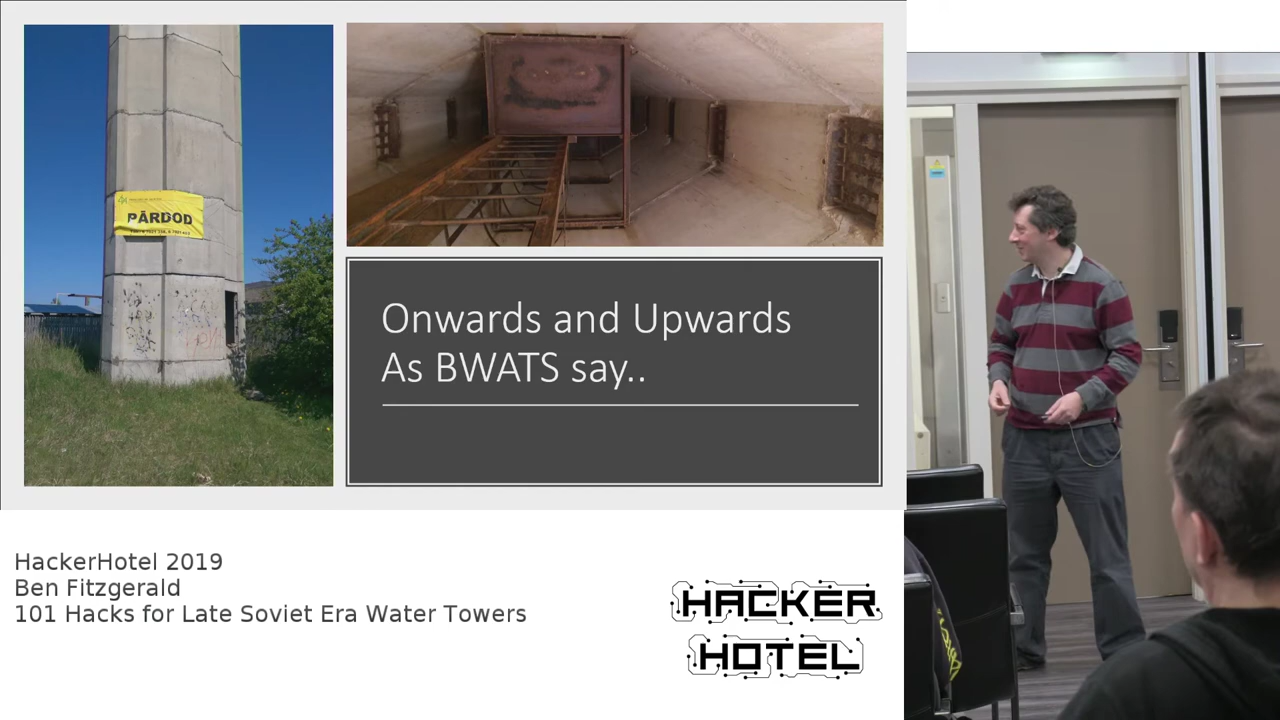 PĀRDOD
Onwards and Upwards
As BWATS say..
HackerHotel 2019
Ben Fitzgerald
101 Hacks for Late Soviet Era Water Towers
HACKER
HOTEL